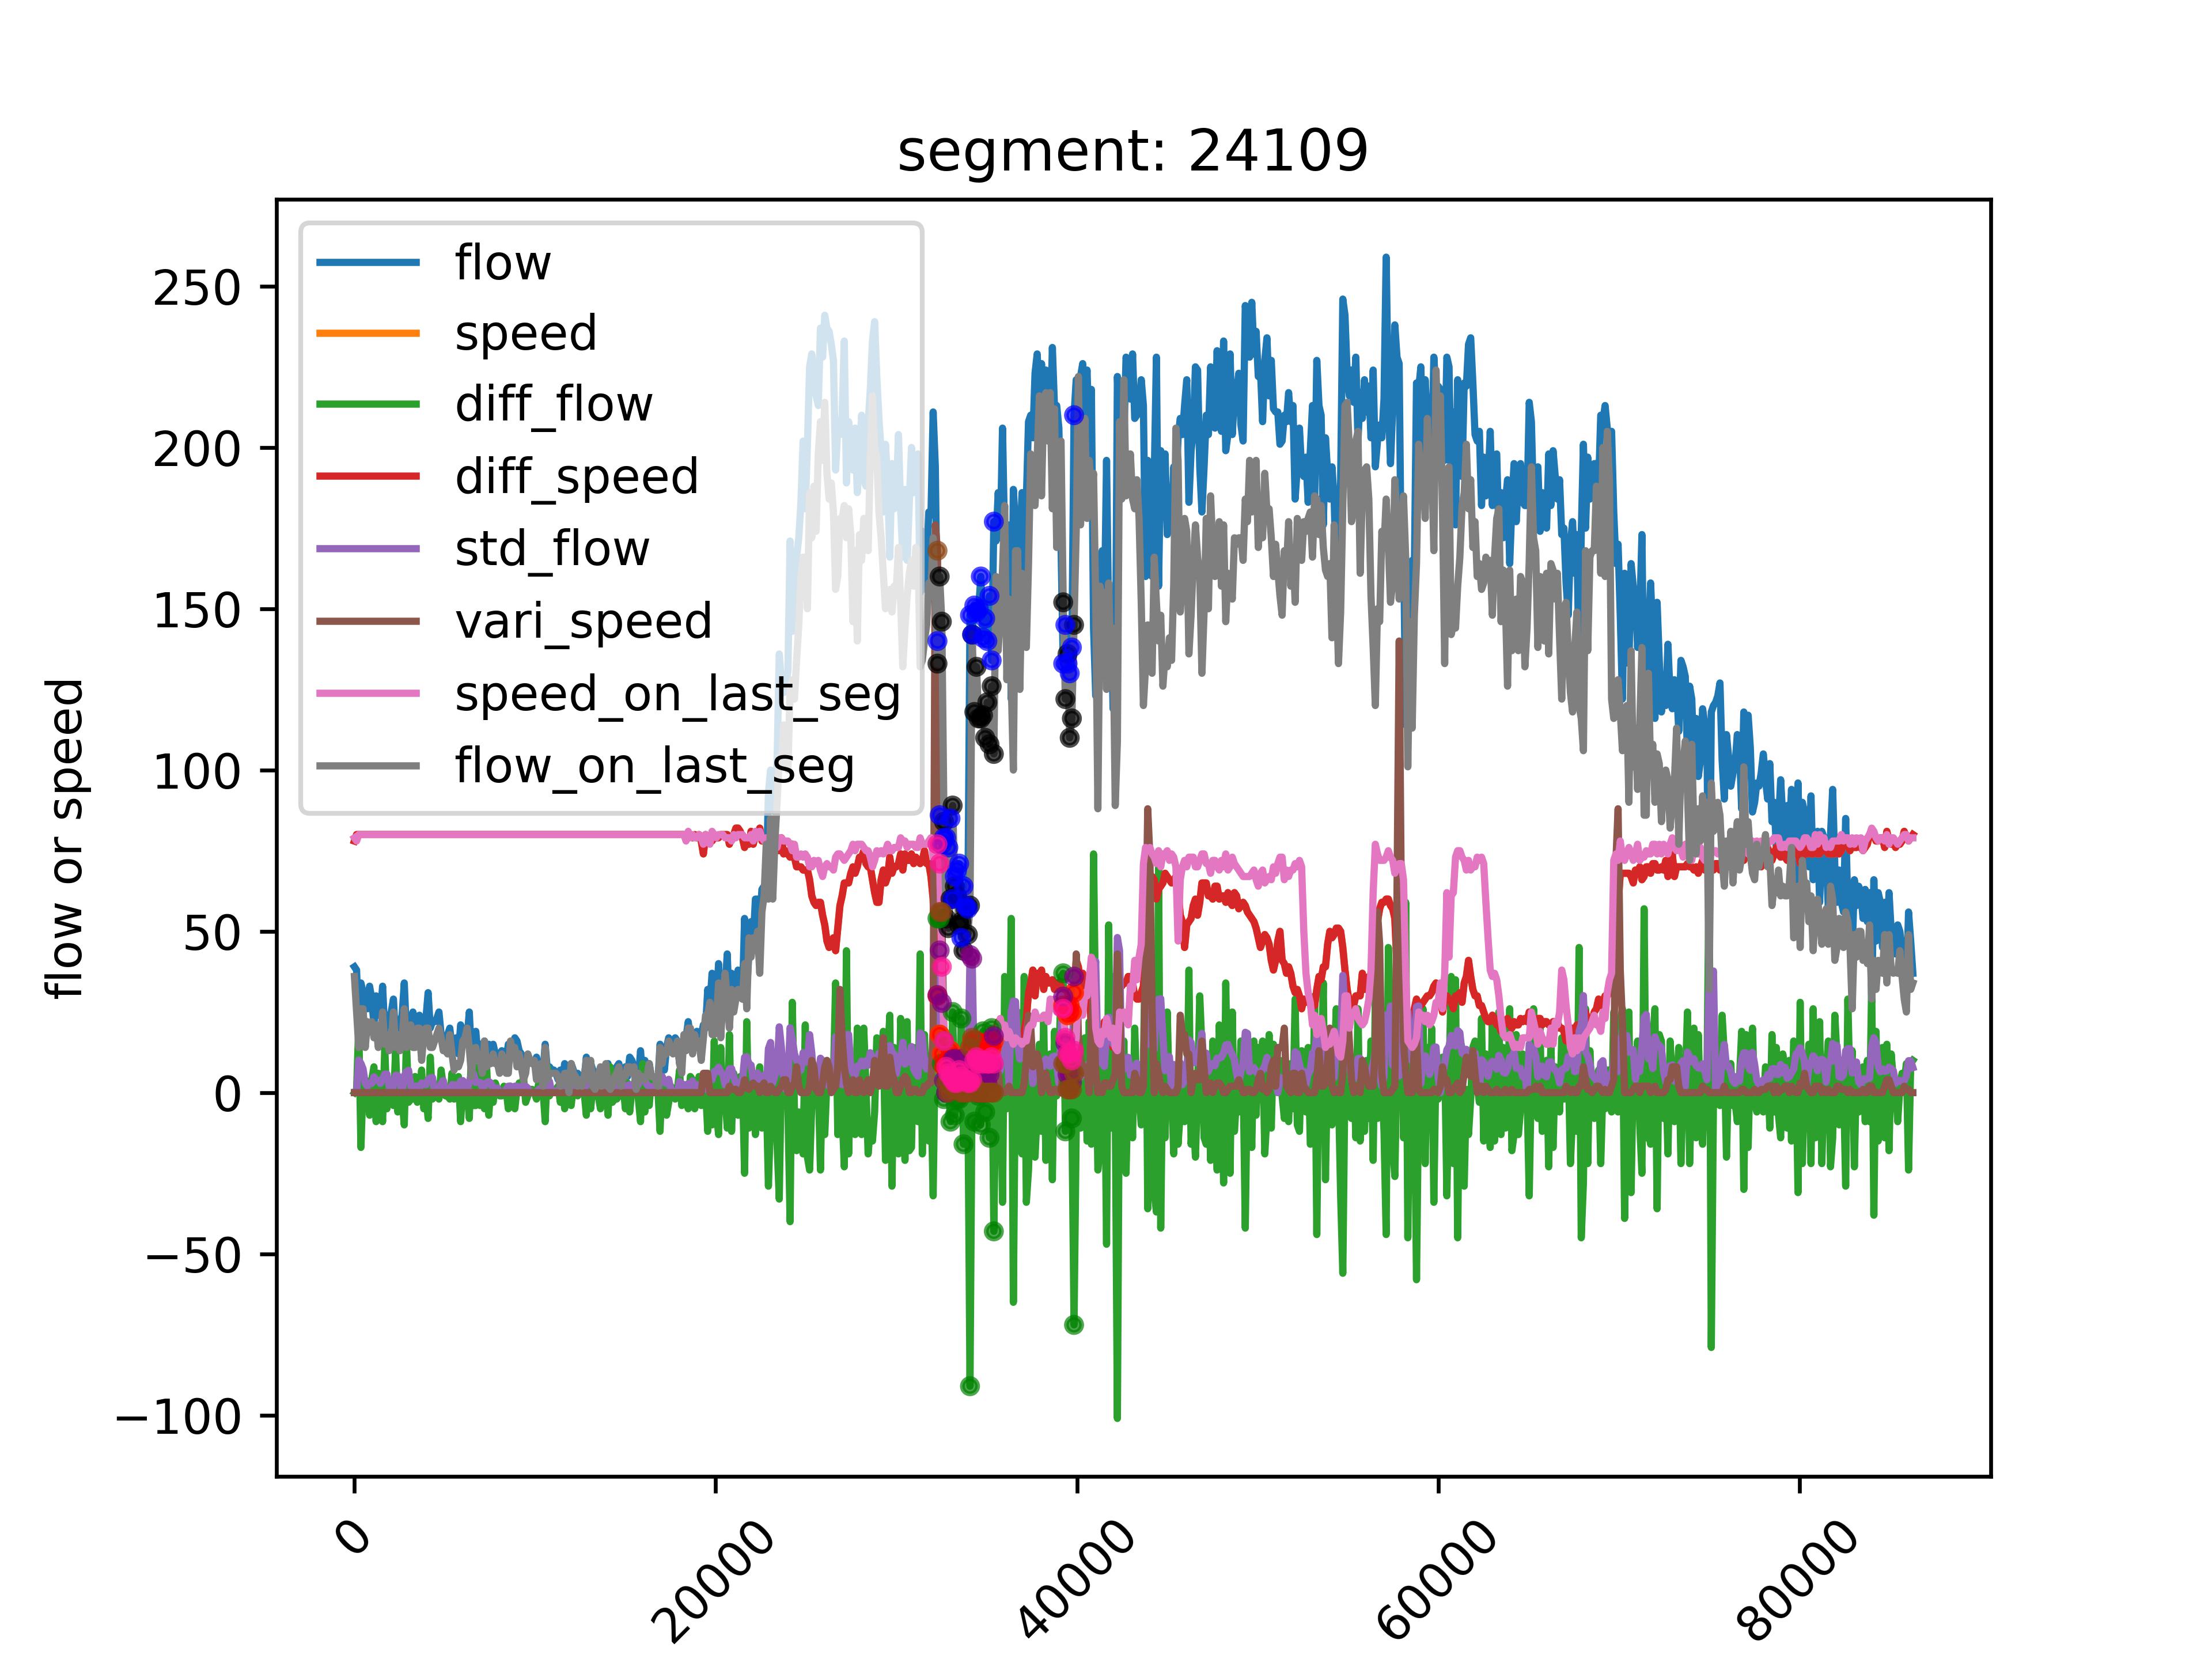 segment: 24109
flow
speed
diff_flow
diff_speed
std_flow
vari_speed
speed_on_last_seg
flow_on_last_seg
flow or speed
250
200
150
100
50
0
−50
−100
0
20000
40000
60000
80000